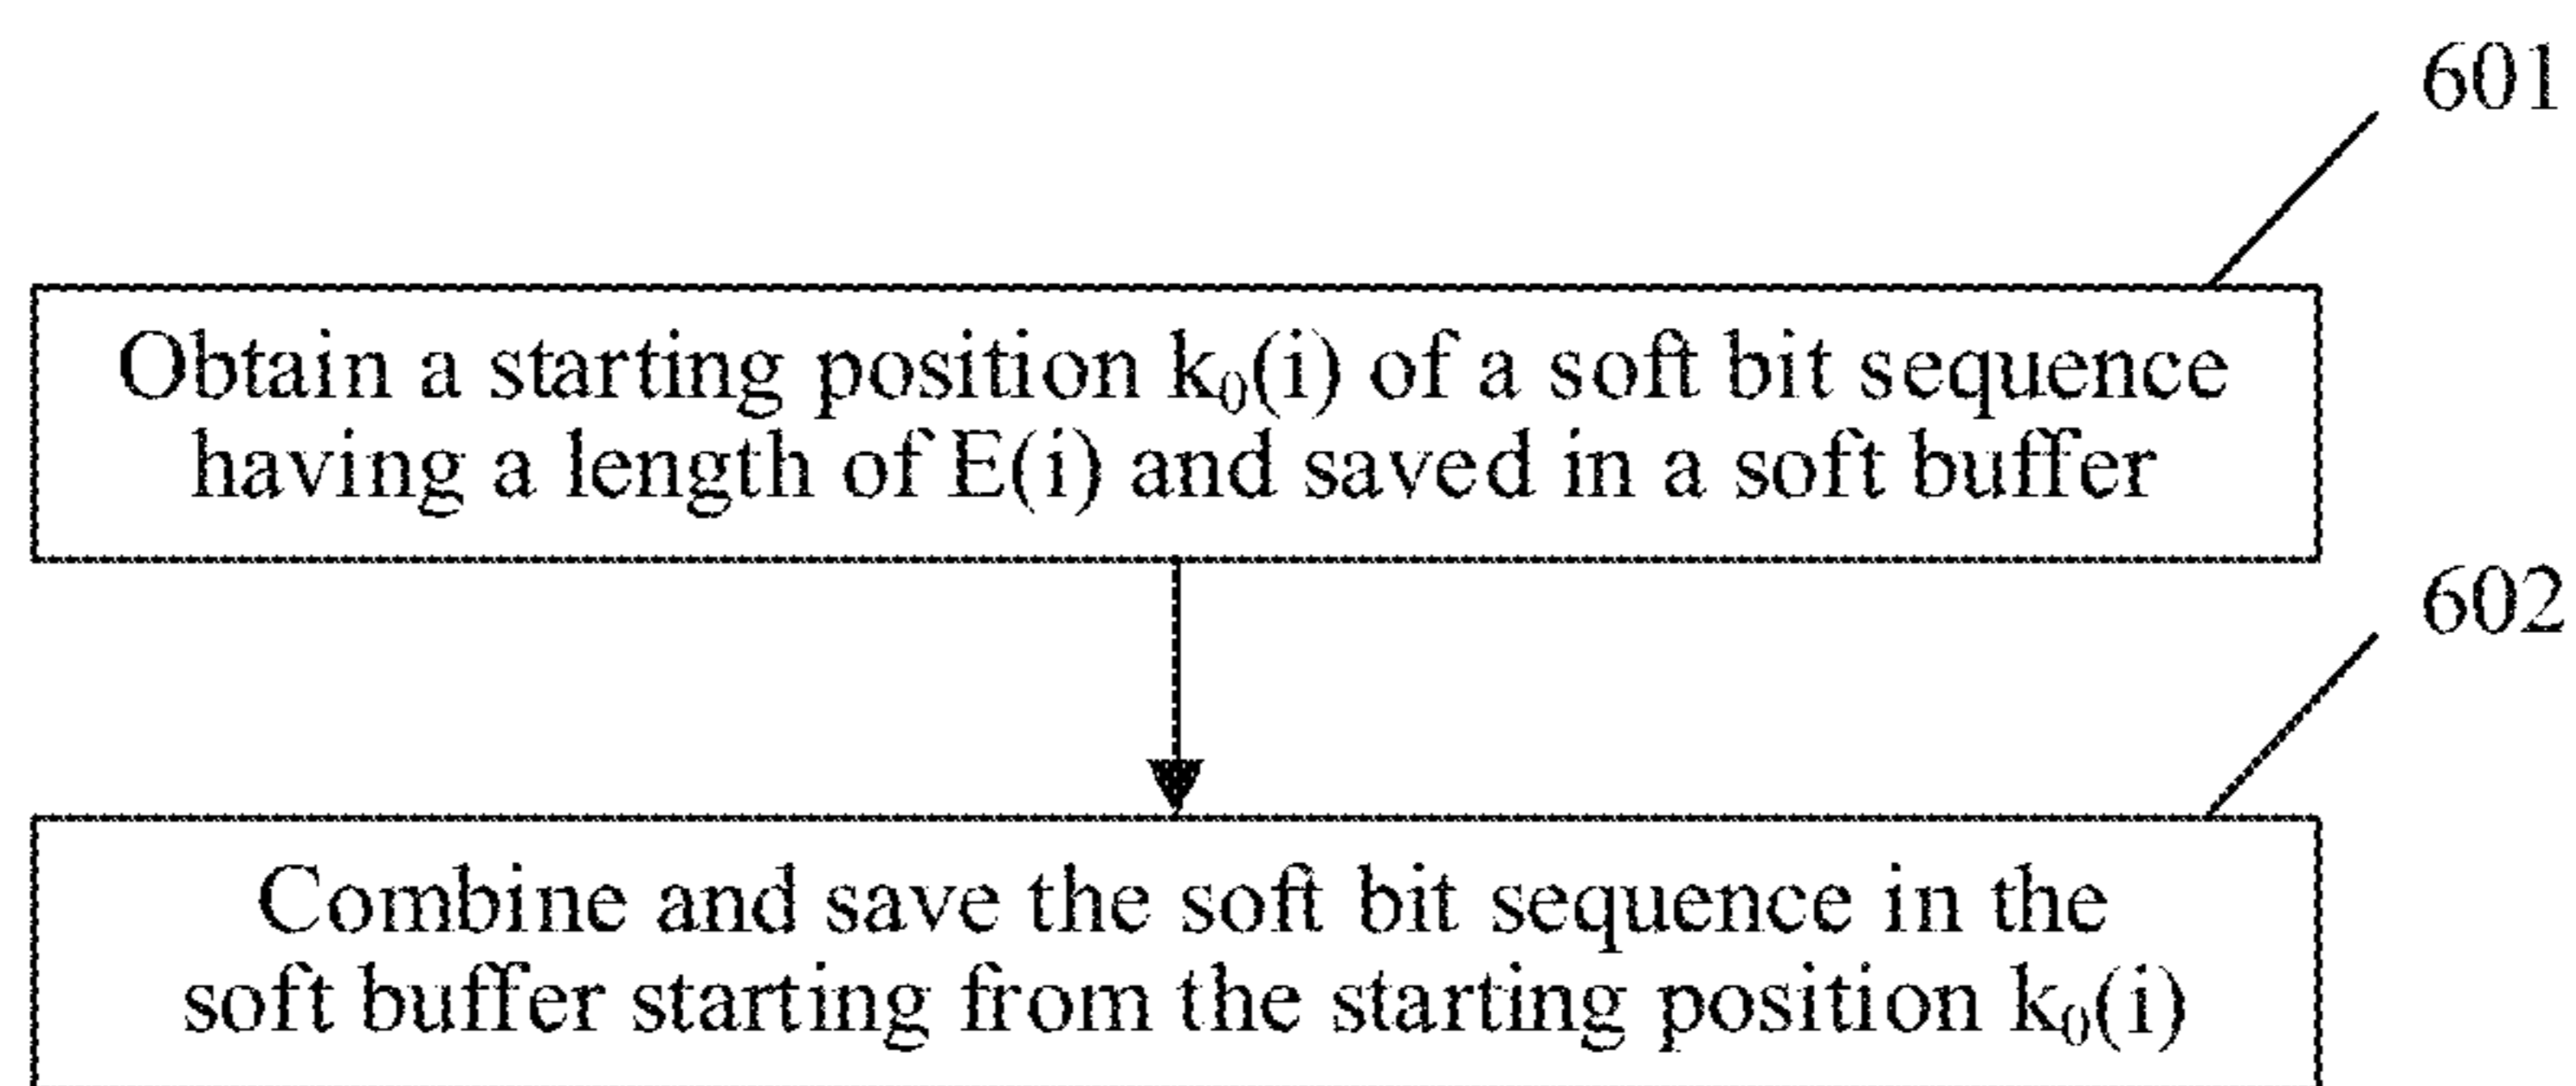 601
Obtain a starting position k₀(i) of a soft bit sequence
having a length of E(i) and saved in a soft buffer
602
Combine and save the soft bit sequence in the
soft buffer starting from the starting position k₀(i)